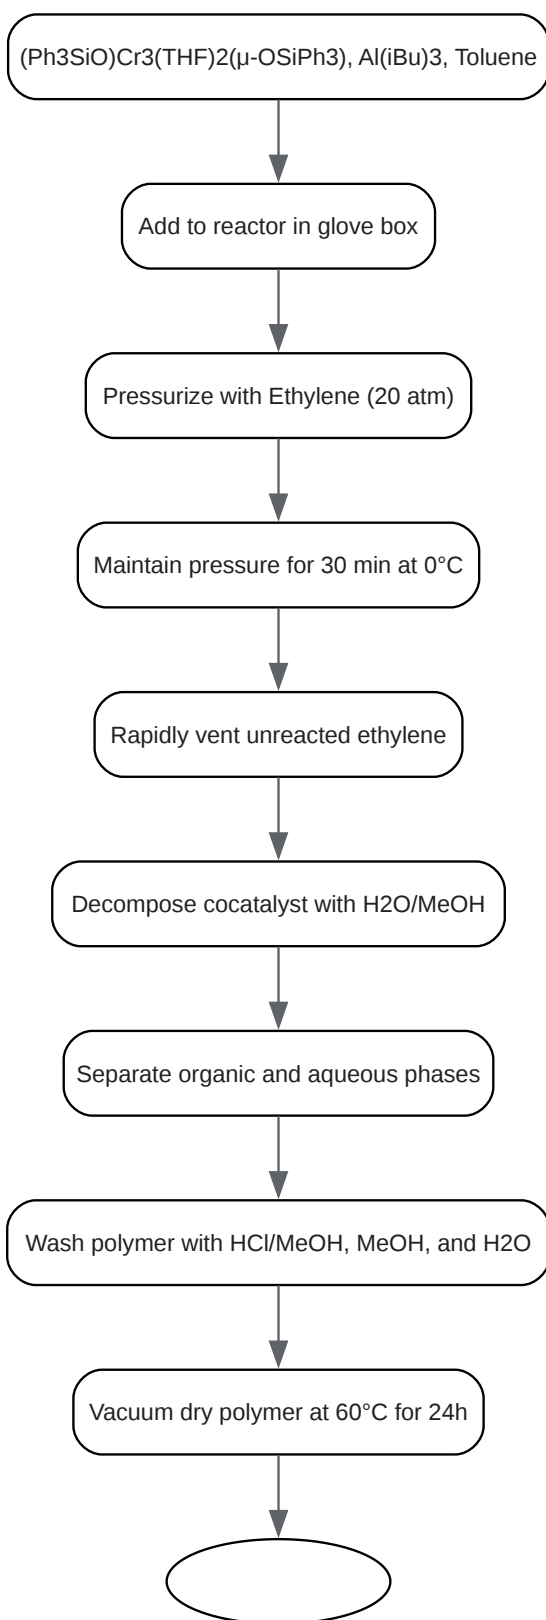 (Ph3SiO)Cr3(THF)2(μ-OSiPh3), Al(iBu)3, Toluene
Add to reactor in glove box
Pressurize with Ethylene (20 atm)
Maintain pressure for 30 min at 0°C
Rapidly vent unreacted ethylene
Decompose cocatalyst with H2O/MeOH
Separate organic and aqueous phases
Wash polymer with HCl/MeOH, MeOH, and H2O
Vacuum dry polymer at 60°C for 24h